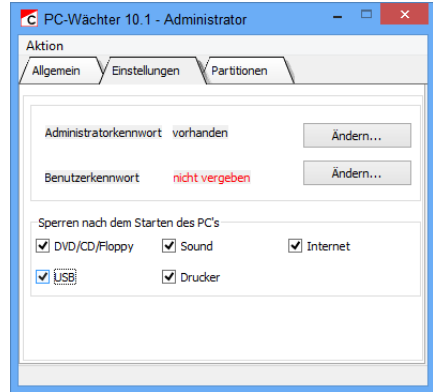 PC-Wächter 10.1 - Administrator
Aktion
Allgemein Einstellungen Partitionen
Administratorkennwort vorhanden Ändern...
Benutzerkennwort nicht vergeben Ändern...
Sperren nach dem Starten des PC's
DVD/CD/Floppy Sound Internet
USB Drucker